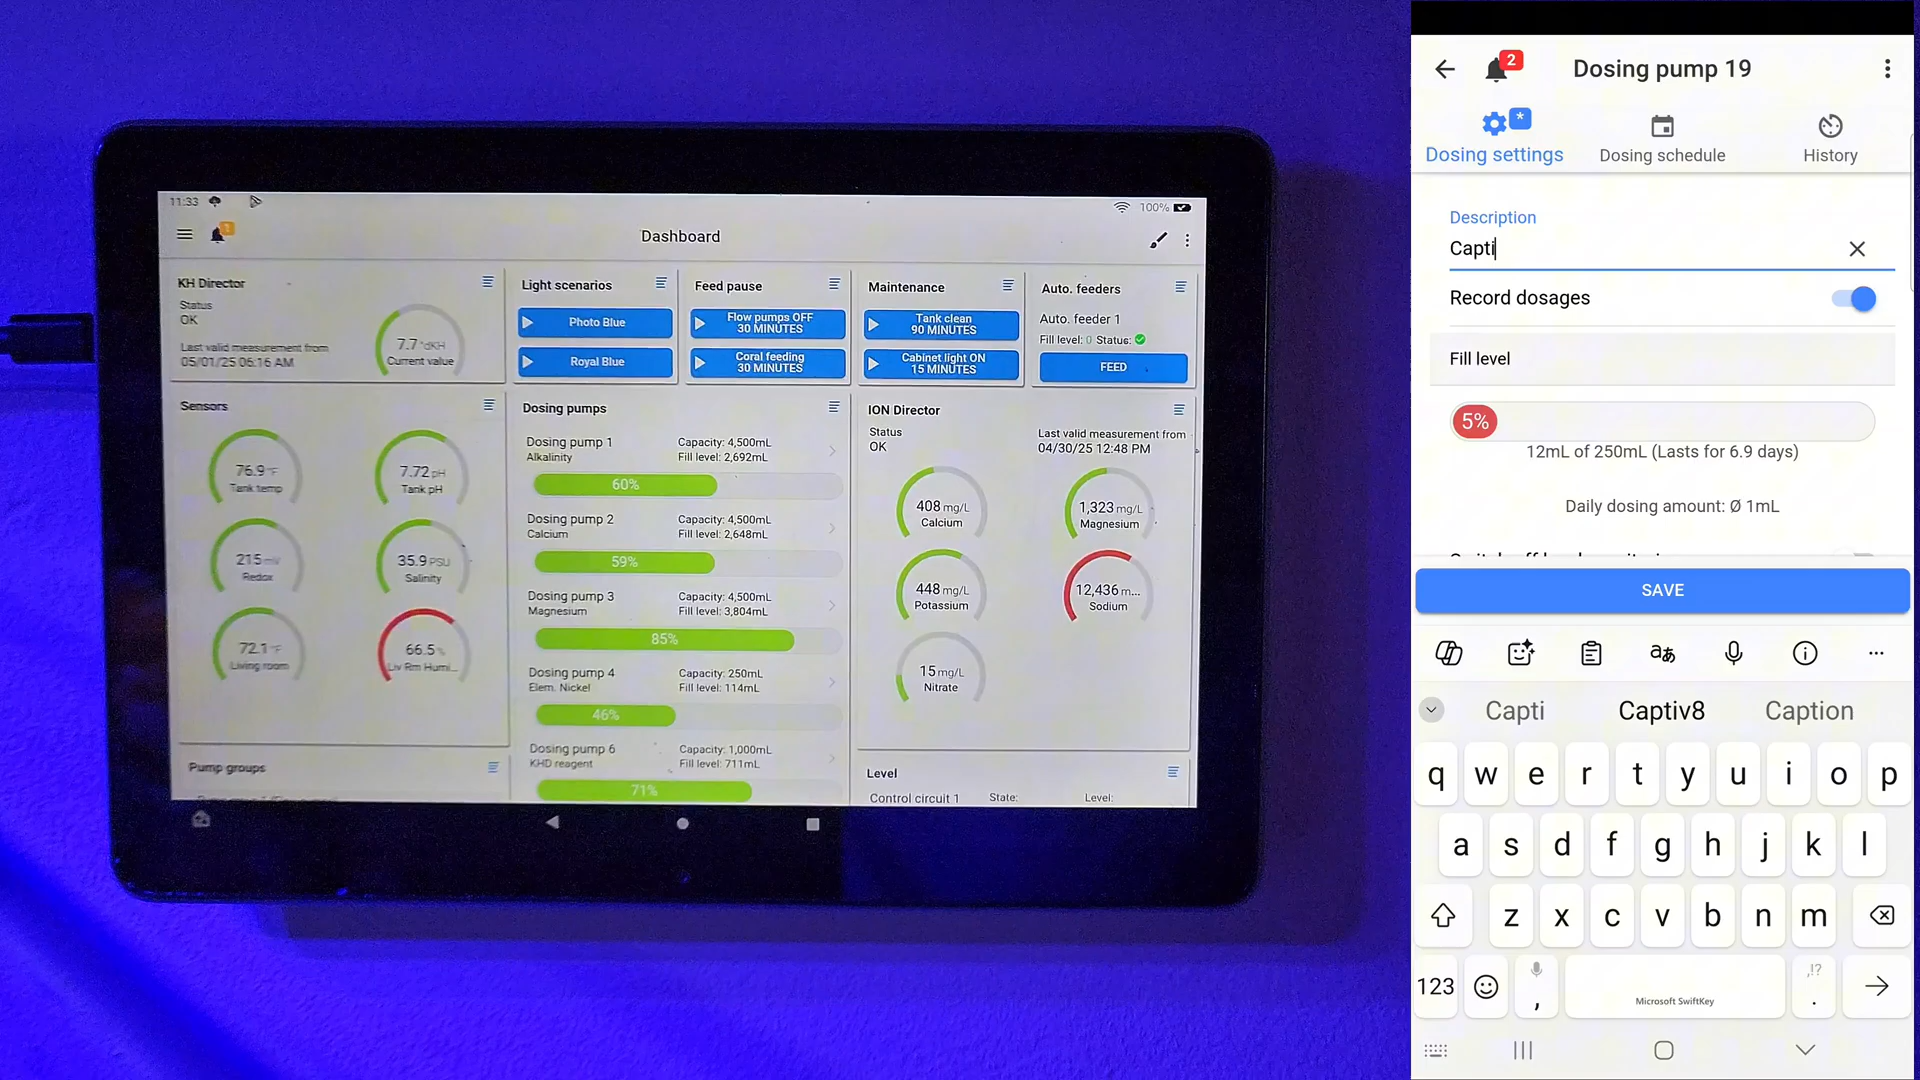 11:33
100%
1
Dashboard
KH Director
Status
OK
Last valid measurement from
05/01/25 06:16 AM
7.7 °dKH
Current value
Light scenarios
Photo Blue
Royal Blue
Feed pause
Flow pumps OFF
30 MINUTES
Coral feeding
30 MINUTES
Maintenance
Tank clean
90 MINUTES
Cabinet light ON
15 MINUTES
Auto. feeders
Auto. feeder 1
Fill level: 0 Status:
FEED
Sensors
76.9 °F
Tank temp
7.72 pH
Tank pH
215 mV
Redox
35.9 PSU
Salinity
72.1 °F
Living room
66.5 %
Liv Rm Humi...
Pump groups
Dosing pumps
Dosing pump 1
Alkalinity
Capacity: 4,500mL
Fill level: 2,692mL
60%
Dosing pump 2
Calcium
Capacity: 4,500mL
Fill level: 2,648mL
59%
Dosing pump 3
Magnesium
Capacity: 4,500mL
Fill level: 3,804mL
85%
Dosing pump 4
Elem. Nickel
Capacity: 250mL
Fill level: 114mL
46%
Dosing pump 6
KHD reagent
Capacity: 1,000mL
Fill level: 711mL
71%
ION Director
Status
OK
Last valid measurement from
04/30/25 12:48 PM
408 mg/L
Calcium
1,323 mg/L
Magnesium
448 mg/L
Potassium
12,436 m...
Sodium
15 mg/L
Nitrate
Level
Control circuit 1 State: Level:
2
Dosing pump 19
*
Dosing settings
Dosing schedule
History
Description
Capti
Record dosages
Fill level
5%
12mL of 250mL (Lasts for 6.9 days)
Daily dosing amount: Ø 1mL
SAVE
Capti Captiv8 Caption
q w e r t y u i o p
a s d f g h j k l
z x c v b n m
123 , Microsoft SwiftKey ,!? .